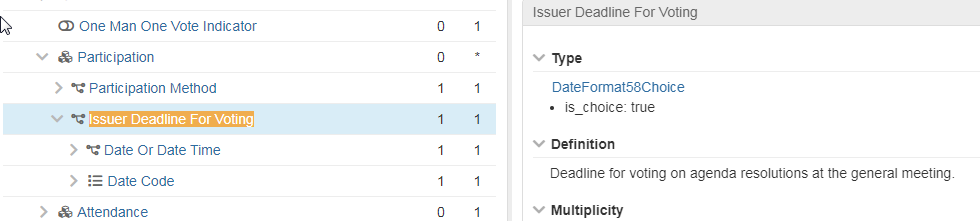 One Man One Vote Indicator 0 1
Participation 0 *
Participation Method 1 1
Issuer Deadline For Voting 1 1
Date Or Date Time 1 1
Date Code 1 1
Attendance 0 1
Issuer Deadline For Voting
Type
DateFormat58Choice
• is_choice: true
Definition
Deadline for voting on agenda resolutions at the general meeting.
Multiplicity